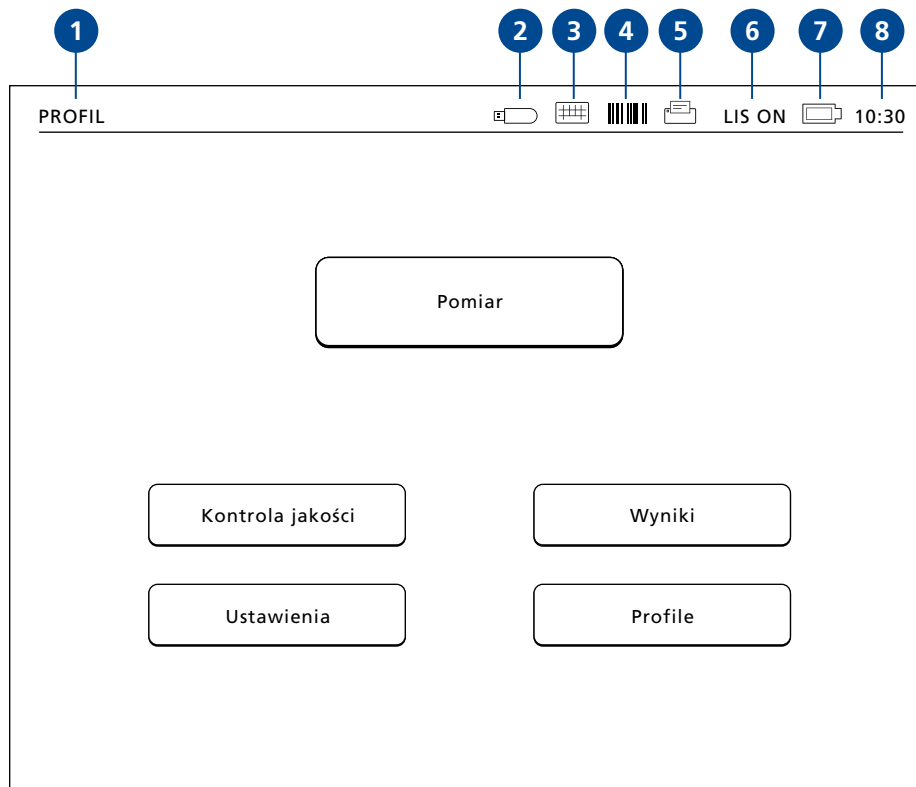 1 2 3 4 5 6 7 8
PROFIL LIS ON 10:30
Pomiar
Kontrola jakości Wyniki
Ustawienia Profile